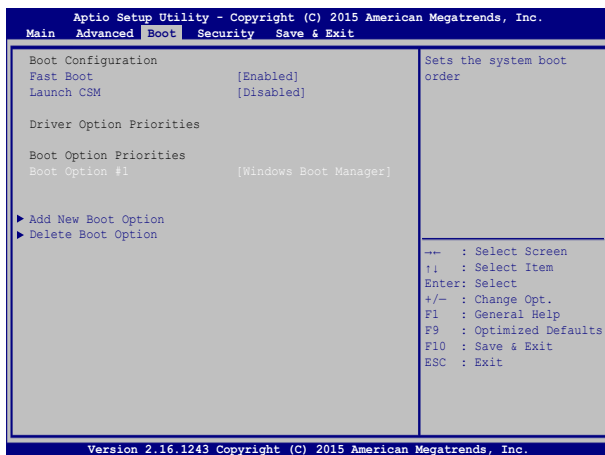 Aptio Setup Utility - Copyright (C) 2015 American Megatrends, Inc.
Main Advanced Boot Security Save & Exit
Boot Configuration
Fast Boot [Enabled]
Launch CSM [Disabled]
Driver Option Priorities
Boot Option Priorities
Boot Option #1 [Windows Boot Manager]
Add New Boot Option
Delete Boot Option
Sets the system boot
order
→← : Select Screen
↑↓ : Select Item
Enter: Select
+/— : Change Opt.
F1 : General Help
F9 : Optimized Defaults
F10 : Save & Exit
ESC : Exit
Version 2.16.1243 Copyright (C) 2015 American Megatrends, Inc.